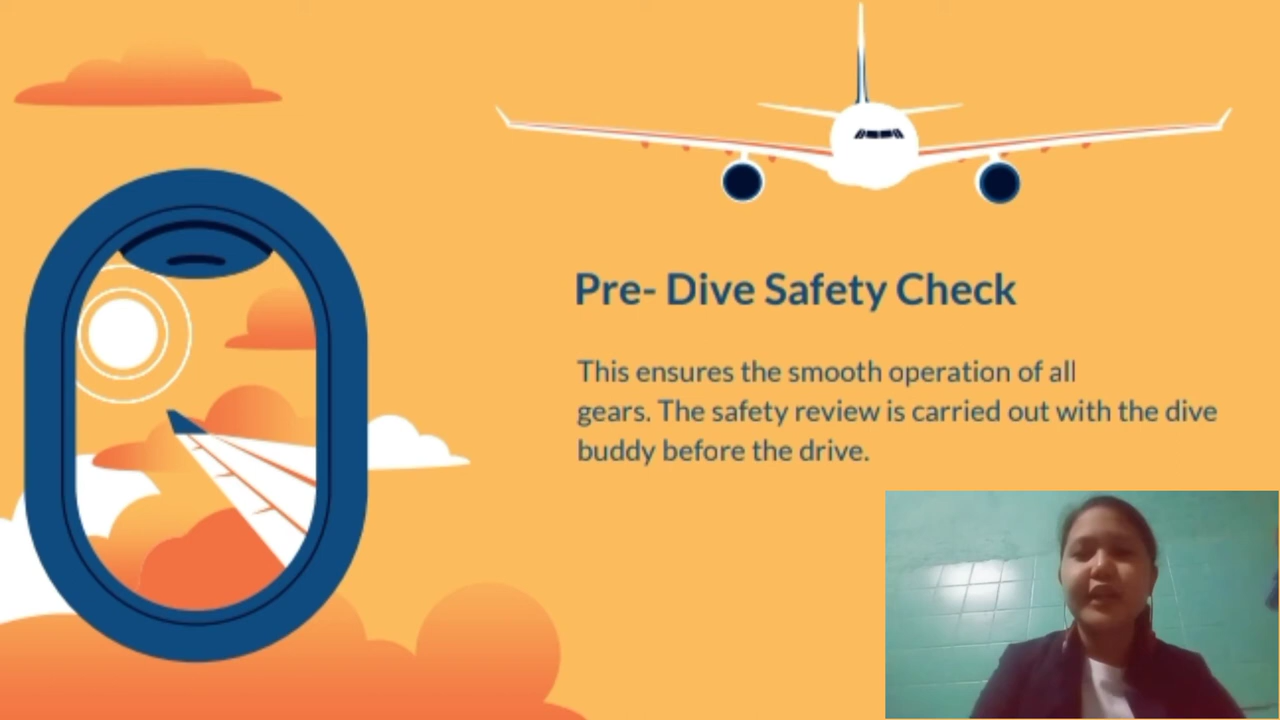 Pre- Dive Safety Check
This ensures the smooth operation of all
gears. The safety review is carried out with the dive
buddy before the drive.